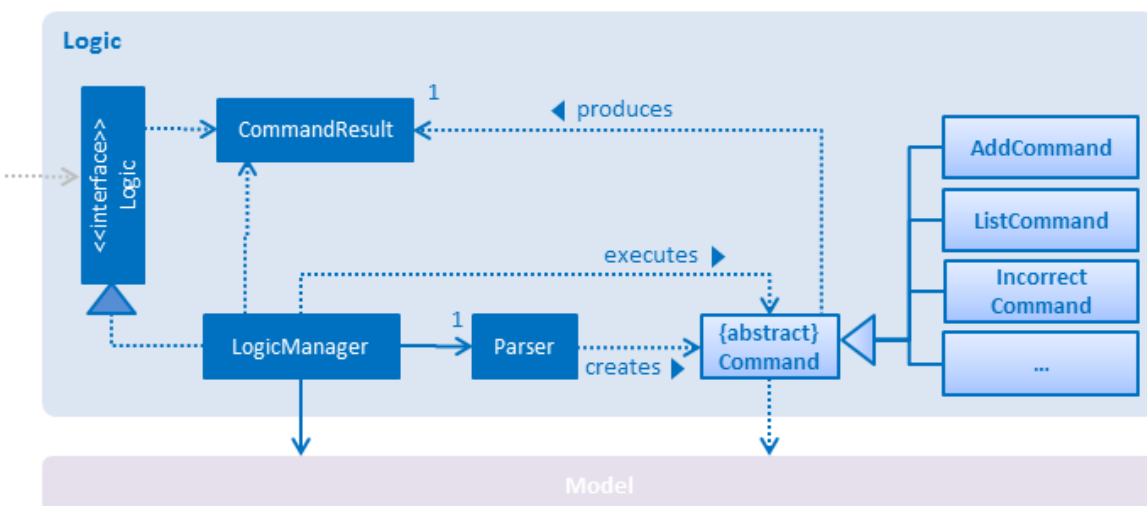 Logic
<<interface>>
Logic
CommandResult
1
produces
AddCommand
ListCommand
executes
Incorrect
Command
LogicManager
1
Parser
creates
{abstract}
Command
...
Model